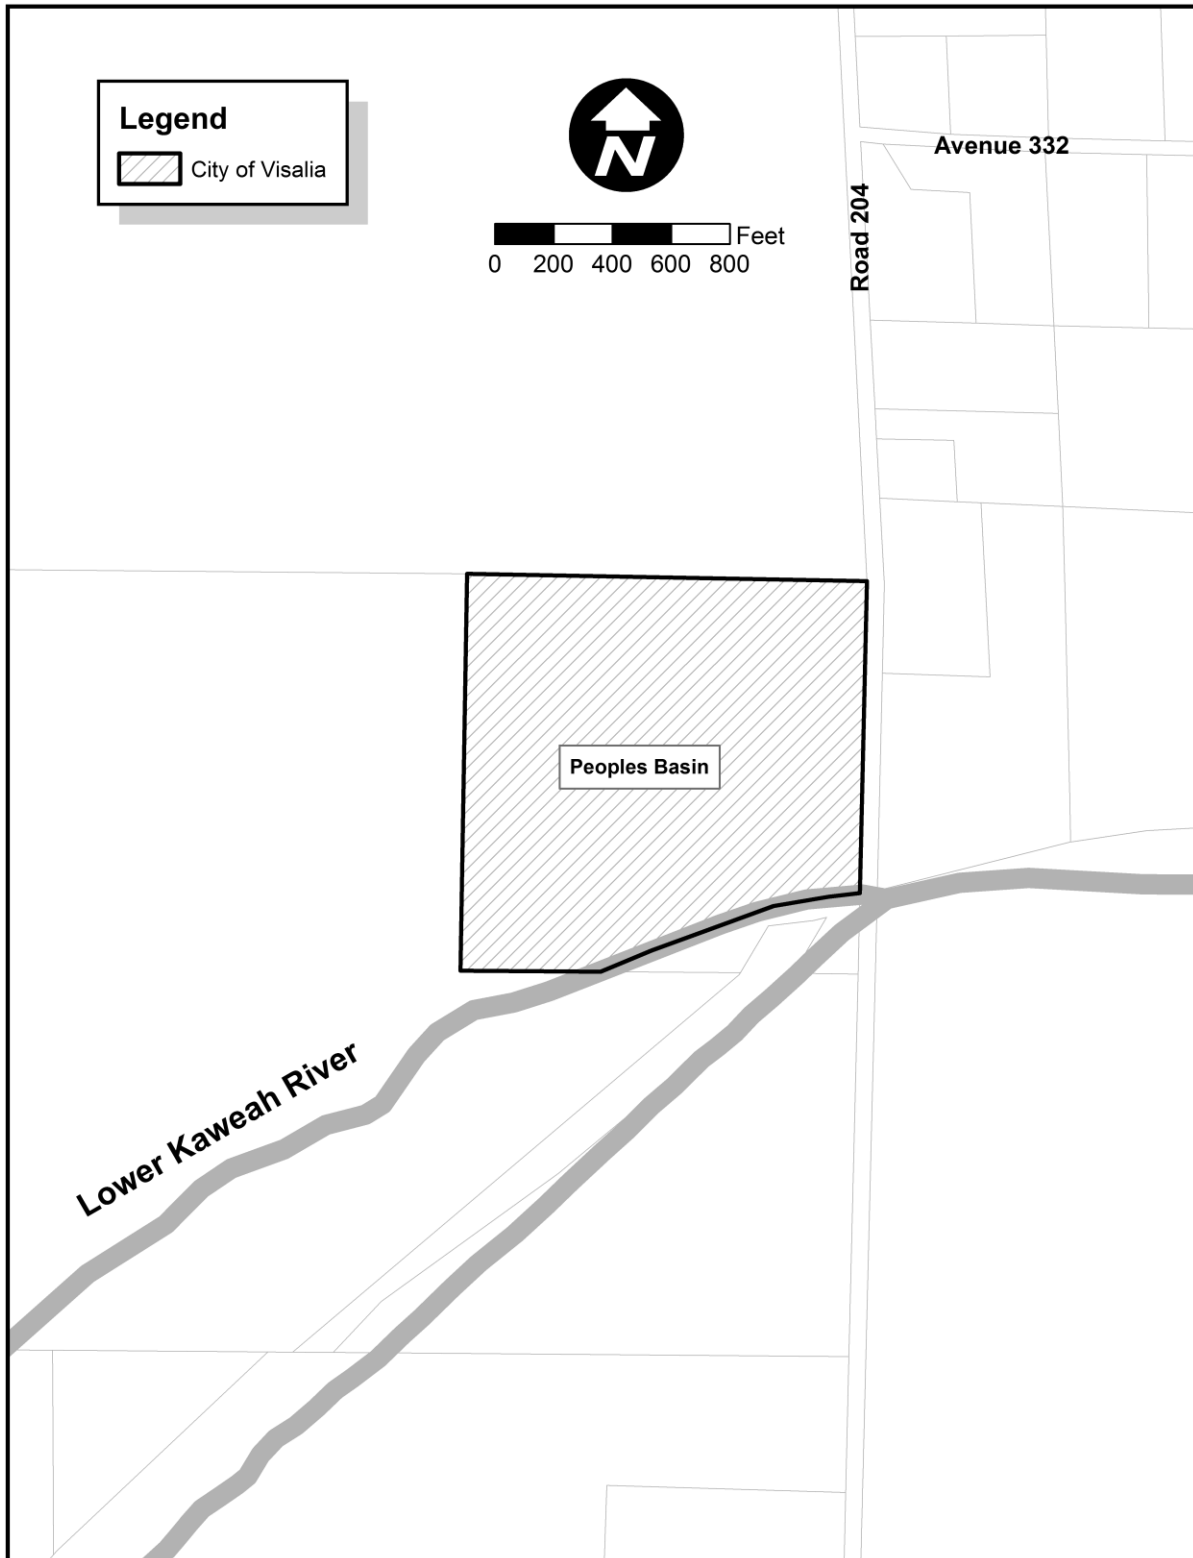 Legend
City of Visalia
N
Feet
0 200 400 600 800
Avenue 332
Road 204
Peoples Basin
Lower Kaweah River